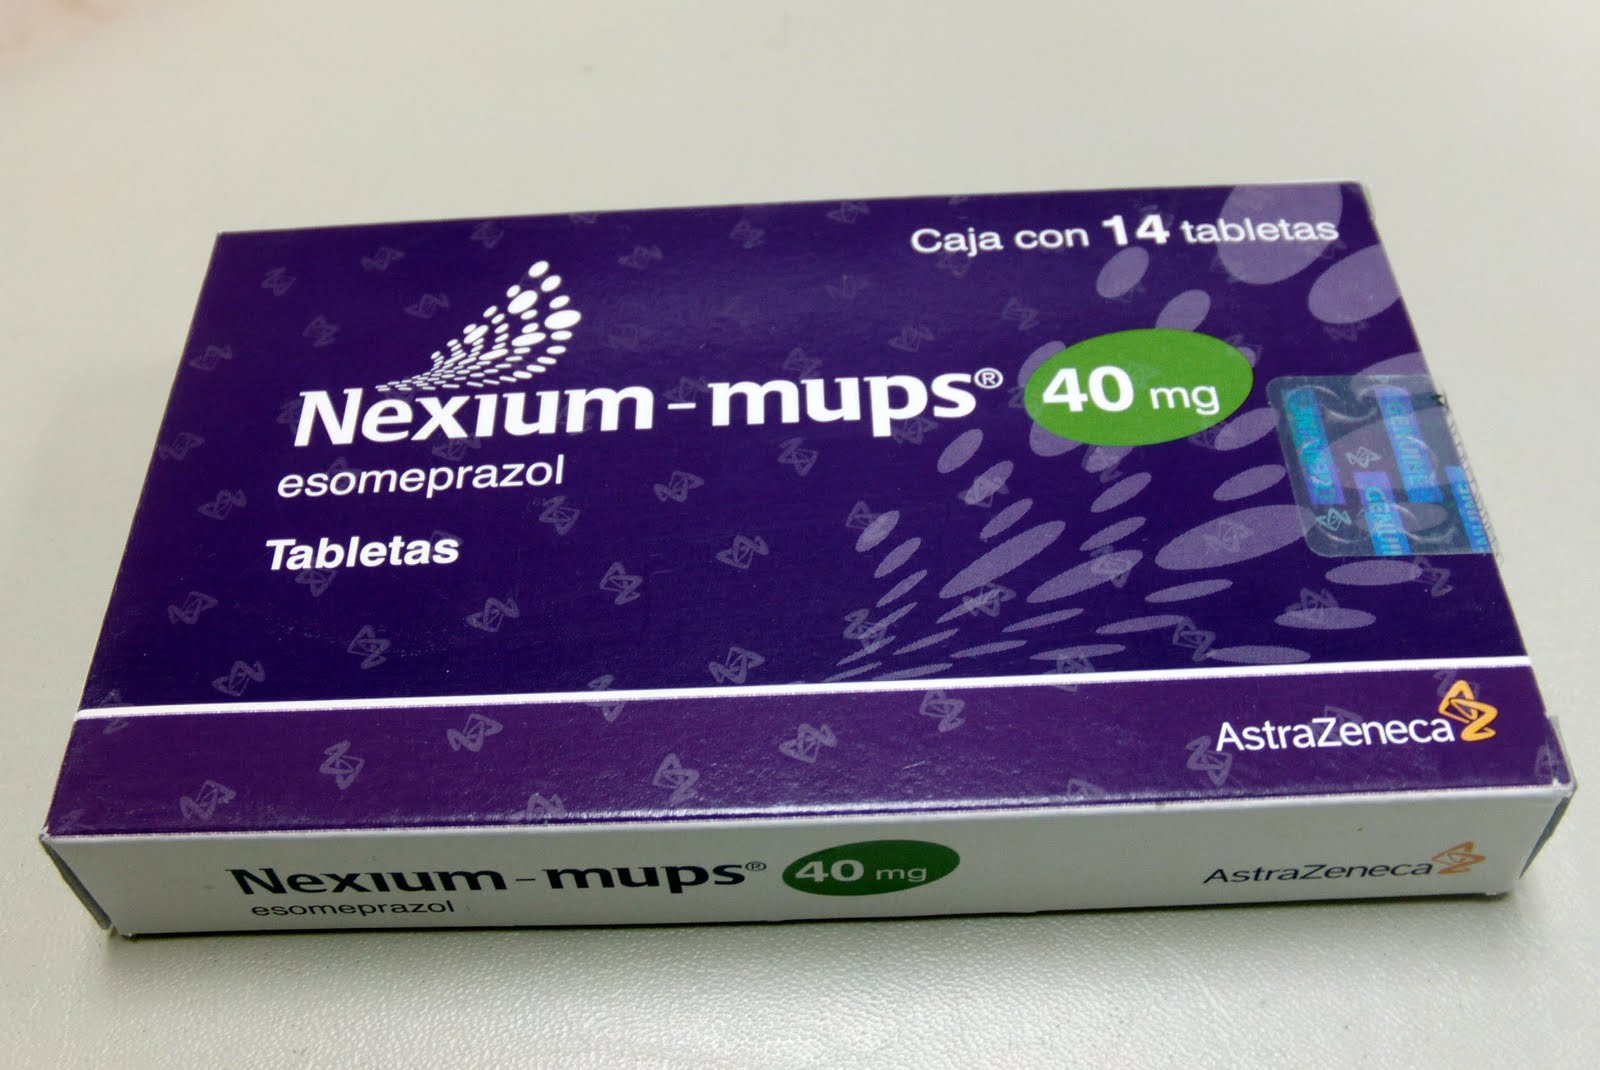 Caja con 14 tabletas
Nexium-mups® 40 mg
esomeprazol
Tabletas
AstraZeneca
Nexium-mups® 40 mg
esomeprazol
AstraZeneca